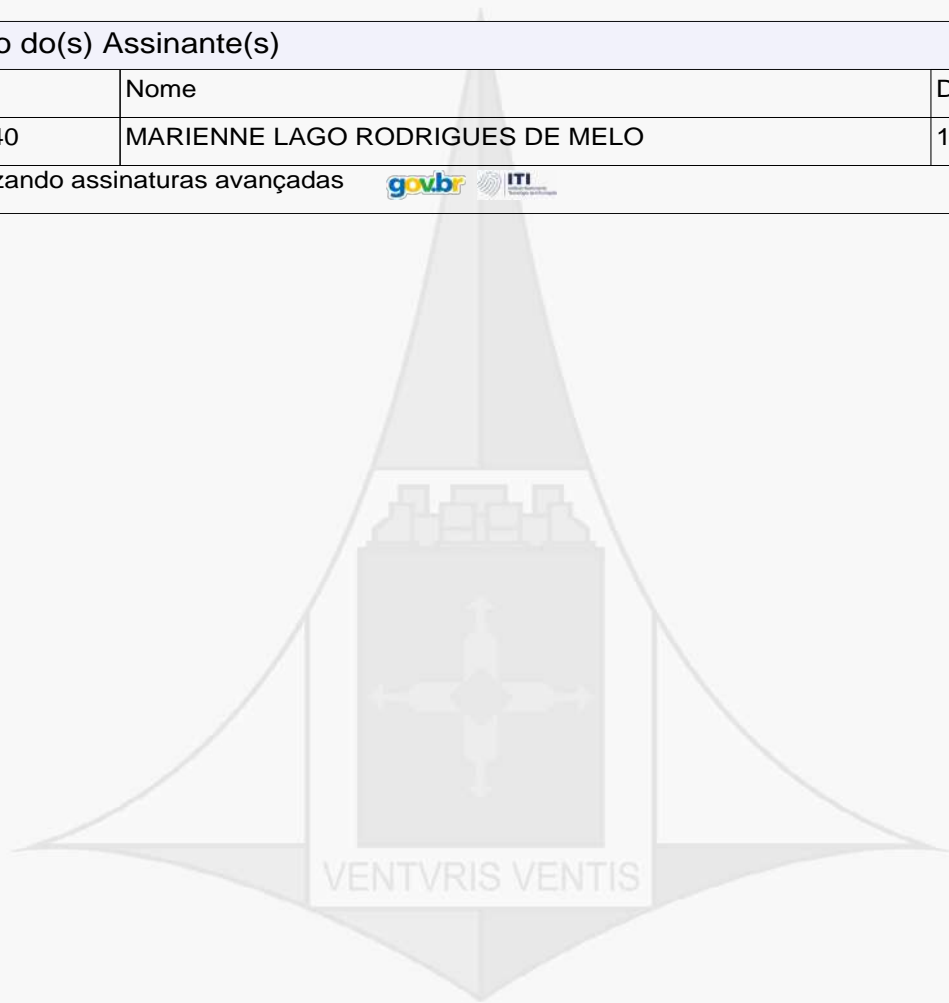 o do(s) Assinante(s)
Nome D
40 MARIENNE LAGO RODRIGUES DE MELO 1
zando assinaturas avançadas gov.br ITI
VENTVRIS VENTIS